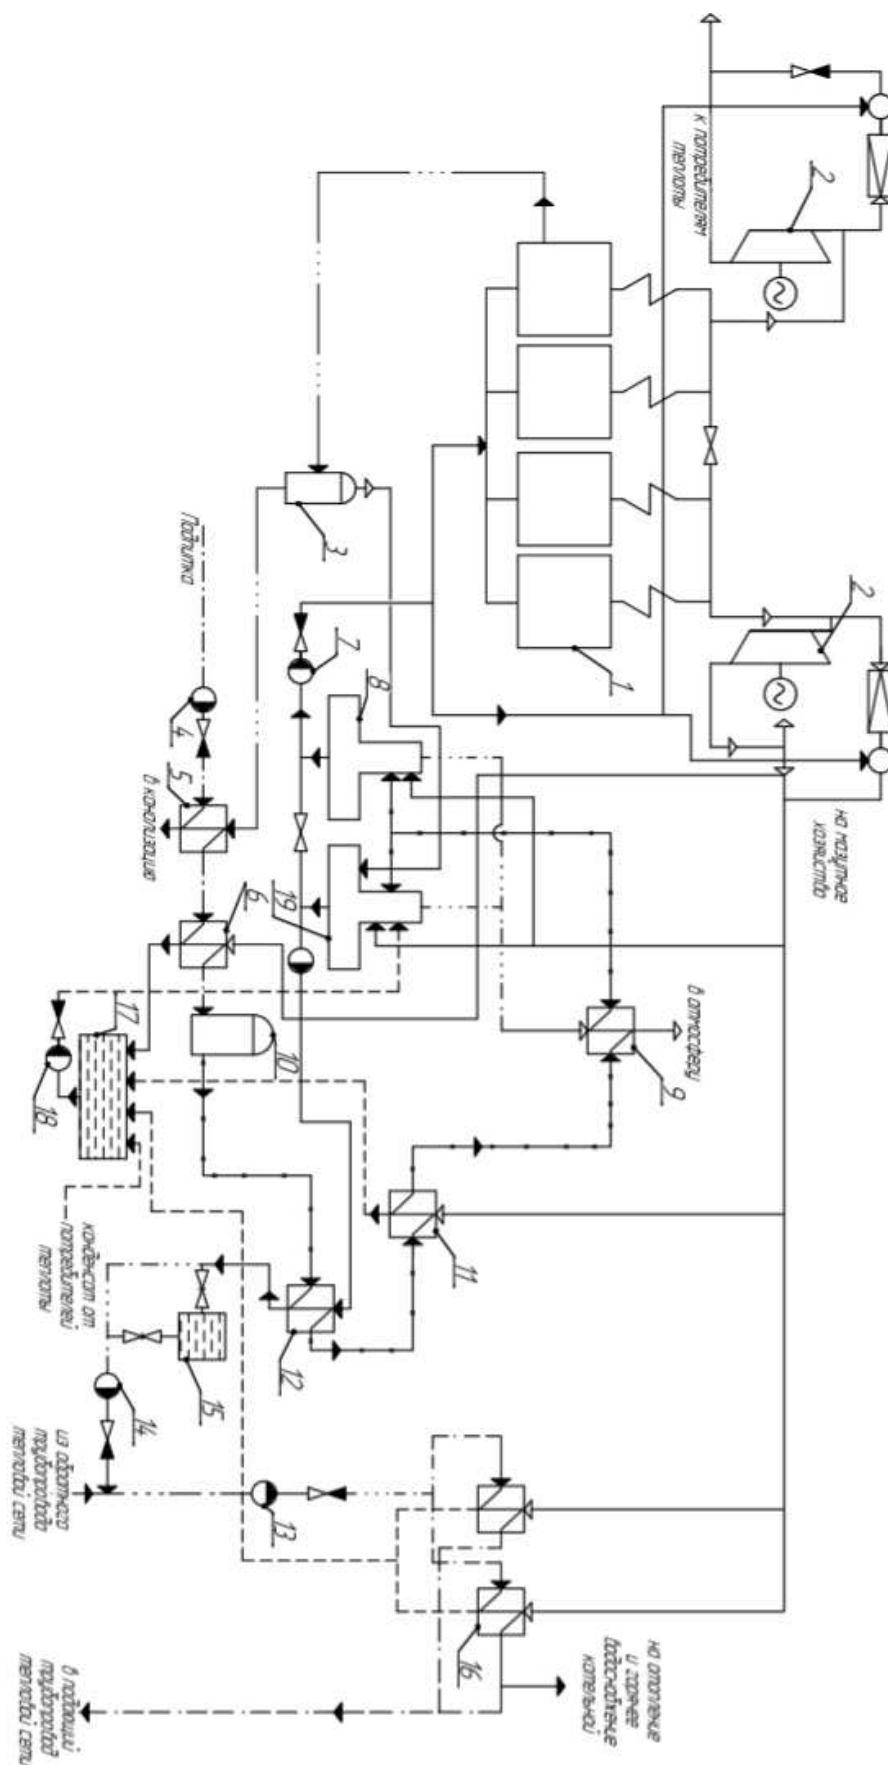 к потребителям
теплоты
2
2
на мазутное
хозяйство
1
3
Подпитка
4
5
в канализацию
6
7
8
19
в атмосферу
9
10
11
12
17
18
конденсат от
потребителей
теплоты
15
14
13
из обратного
трубопровода
тепловой сети
16
на отопление
и горячее
водоснабжение
котельной
в подающий
трубопровод
тепловой сети